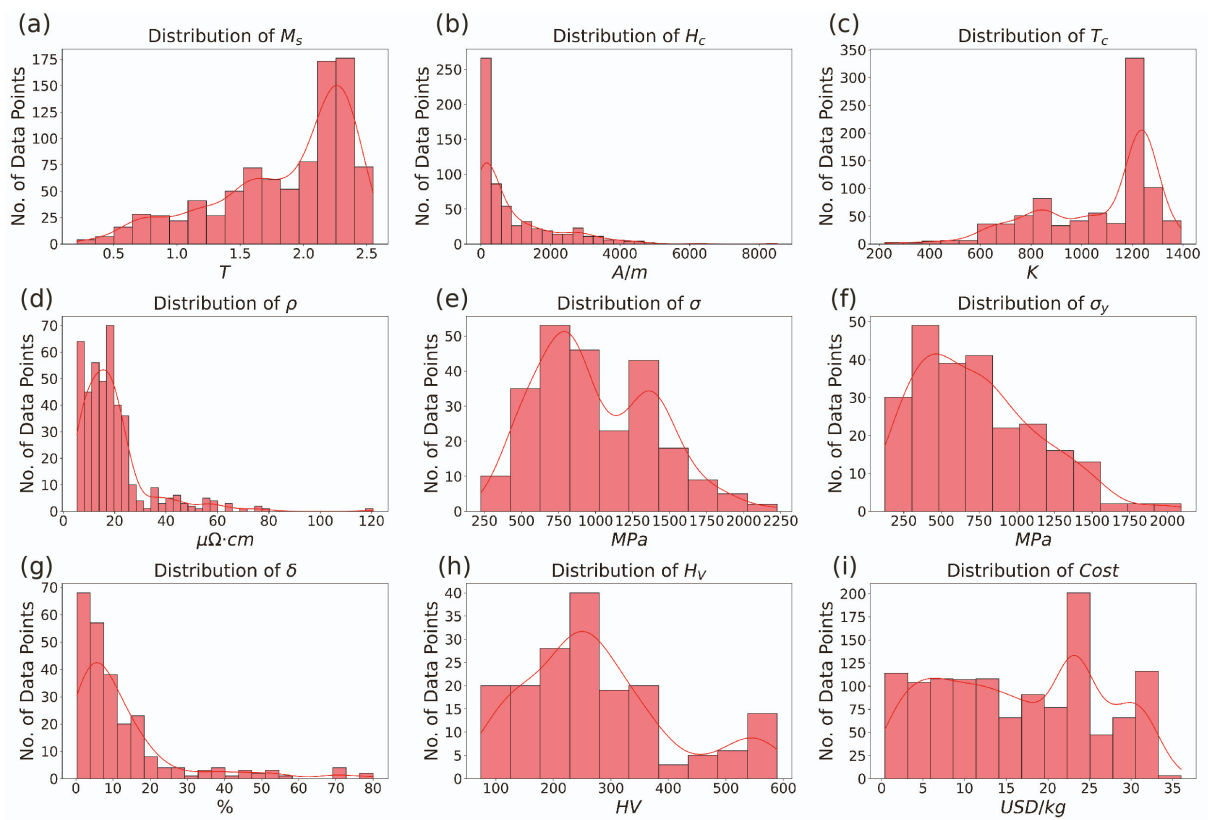 (a)
Distribution of Ms
No. of Data Points
175
150
125
100
75
50
25
0
0.5 1.0 1.5 2.0 2.5
T
(b)
Distribution of Hc
No. of Data Points
250
200
150
100
50
0
0 2000 4000 6000 8000
A/m
(c)
Distribution of Tc
No. of Data Points
350
300
250
200
150
100
50
0
200 400 600 800 1000 1200 1400
K
(d)
Distribution of ρ
No. of Data Points
70
60
50
40
30
20
10
0
0 20 40 60 80 100 120
μΩ·cm
(e)
Distribution of σ
No. of Data Points
50
40
30
20
10
0
250 500 750 1000 1250 1500 1750 2000 2250
MPa
(f)
Distribution of σy
No. of Data Points
50
40
30
20
10
0
250 500 750 1000 1250 1500 1750 2000
MPa
(g)
Distribution of δ
No. of Data Points
70
60
50
40
30
20
10
0
0 10 20 30 40 50 60 70 80
%
(h)
Distribution of HV
No. of Data Points
40
35
30
25
20
15
10
5
0
100 200 300 400 500 600
HV
(i)
Distribution of Cost
No. of Data Points
200
175
150
125
100
75
50
25
0
0 5 10 15 20 25 30 35
USD/kg